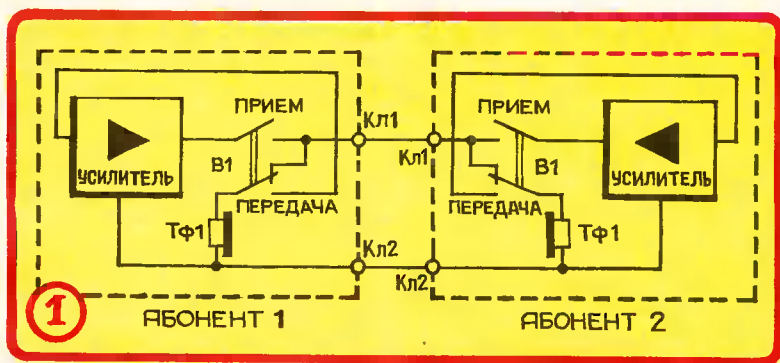 ПРИЕМ
Кл1
В1
УСИЛИТЕЛЬ
ПЕРЕДАЧА
Тф1
Кл2
АБОНЕНТ 1
ПРИЕМ
Кл1
В1
УСИЛИТЕЛЬ
ПЕРЕДАЧА
Тф1
Кл2
АБОНЕНТ 2
1